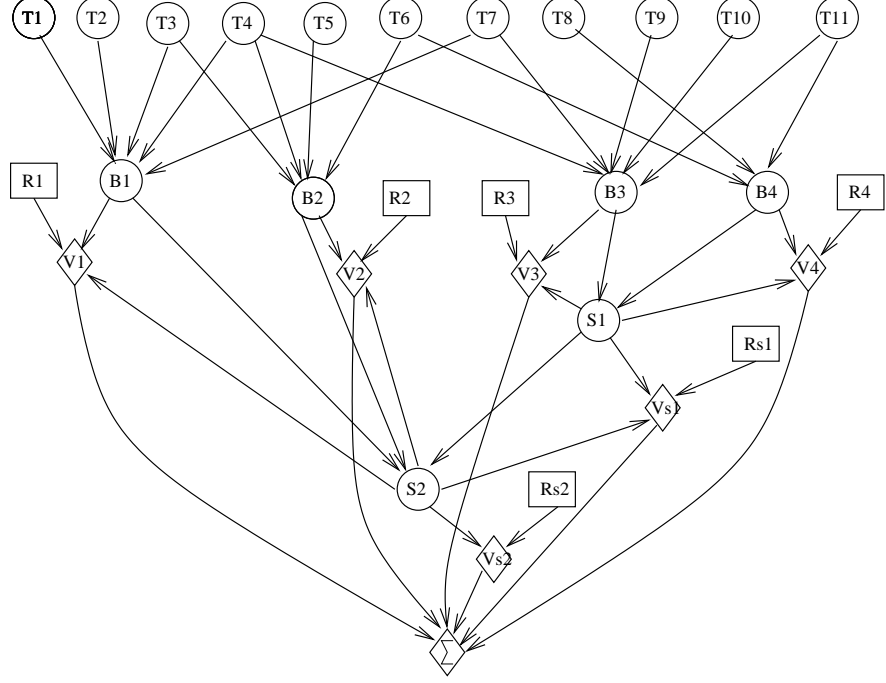 T1 T2 T3 T4 T5 T6 T7 T8 T9 T10 T11
R1 B1 B2 R2 R3 B3 B4 R4
V1 V2 V3 V4
S1
Rs1
Vs1
S2 Rs2
Vs2
Σ